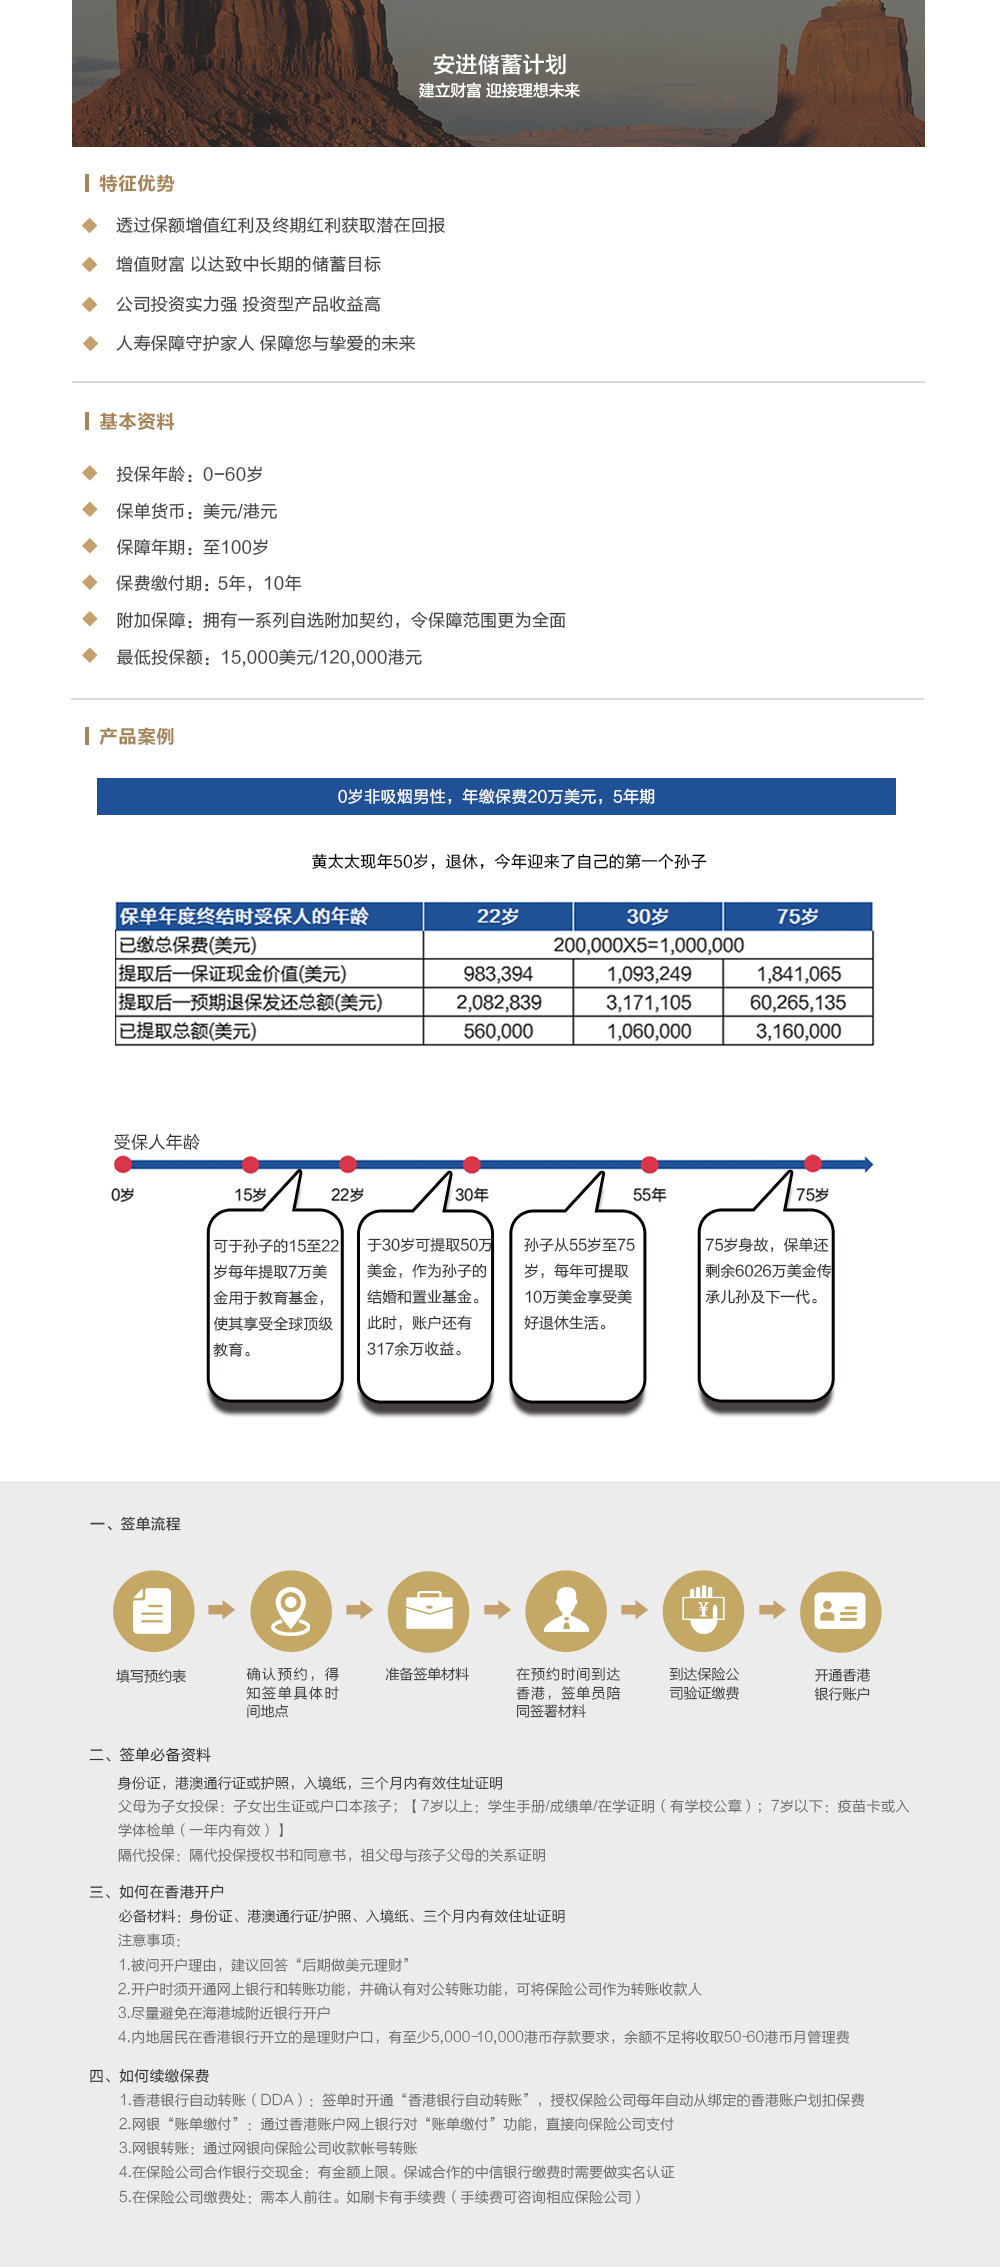 安进储蓄计划
建立财富 迎接理想未来
特征优势
透过保额增值红利及终期红利获取潜在回报
增值财富 以达致中长期的储蓄目标
公司投资实力强 投资型产品收益高
人寿保障守护家人 保障您与挚爱的未来
基本资料
投保年龄：0-60岁
保单货币：美元/港元
保障年期：至100岁
保费缴付期：5年，10年
附加保障：拥有一系列自选附加契约，令保障范围更为全面
最低投保额：15,000美元/120,000港元
产品案例
0岁非吸烟男性，年缴保费20万美元，5年期
黄太太现年50岁，退休，今年迎来了自己的第一个孙子
保单年度终结时受保人的年龄 22岁 30岁 75岁
已缴总保费(美元) 200,000X5=1,000,000
提取后一保证现金价值(美元) 983,394 1,093,249 1,841,065
提取后一预期退保发还总额(美元) 2,082,839 3,171,105 60,265,135
已提取总额(美元) 560,000 1,060,000 3,160,000
受保人年龄
0岁 15岁 22岁 30年 55年 75岁
可于孙子的15至22
岁每年提取7万美
金用于教育基金，
使其享受全球顶级
教育。
于30岁可提取50万
美金，作为孙子的
结婚和置业基金。
此时，账户还有
317余万收益。
孙子从55岁至75
岁，每年可提取
10万美金享受美
好退休生活。
75岁身故，保单还
剩余6026万美金传
承儿孙及下一代。
一、签单流程
¥
填写预约表
确认预约，得
知签单具体时
间地点
准备签单材料
在预约时间到达
香港，签单员陪
同签署材料
到达保险公
司验证缴费
开通香港
银行账户
二、签单必备资料
身份证，港澳通行证或护照，入境纸，三个月内有效住址证明
父母为子女投保：子女出生证或户口本孩子；【 7岁以上：学生手册/成绩单/在学证明（有学校公章）；7岁以下：疫苗卡或入
学体检单（一年内有效）】
隔代投保：隔代投保授权书和同意书，祖父母与孩子父母的关系证明
三、如何在香港开户
必备材料：身份证、港澳通行证/护照、入境纸、三个月内有效住址证明
注意事项：
1.被问开户理由，建议回答“后期做美元理财”
2.开户时须开通网上银行和转账功能，并确认有对公转账功能，可将保险公司作为转账收款人
3.尽量避免在海港城附近银行开户
4.内地居民在香港银行开立的是理财户口，有至少5,000-10,000港币存款要求，余额不足将收取50-60港币月管理费
四、如何续缴保费
1.香港银行自动转账（DDA）：签单时开通“香港银行自动转账”，授权保险公司每年自动从绑定的香港账户划扣保费
2.网银“账单缴付”：通过香港账户网上银行对“账单缴付”功能，直接向保险公司支付
3.网银转账：通过网银向保险公司收款帐号转账
4.在保险公司合作银行交现金：有金额上限。保诚合作的中信银行缴费时需要做实名认证
5.在保险公司缴费处：需本人前往。如刷卡有手续费（手续费可咨询相应保险公司）